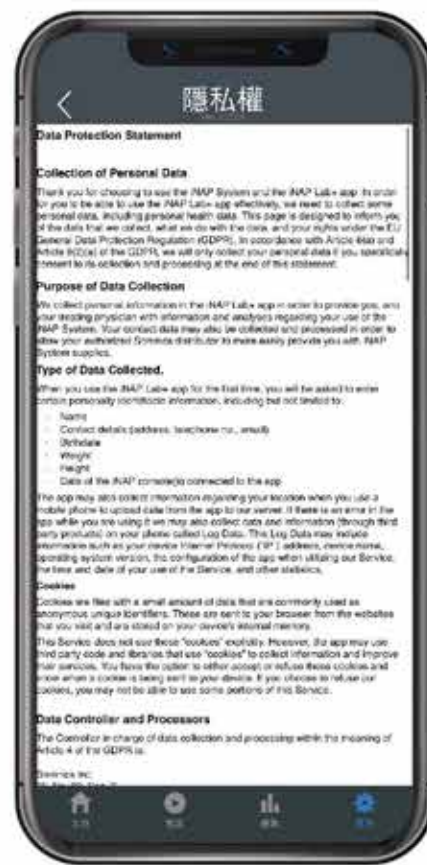 隱私權
Data Protection Statement
Collection of Personal Data
Thank you for choosing to use the iNAP System and the iNAP Lab+ app. In order
for you to be able to use the iNAP Lab+ app effectively, we need to collect some
personal data, including personal health data. This page is designed to inform you
of the data that we collect, what we do with the data, and your rights under the EU
General Data Protection Regulation (GDPR). In accordance with Article 6(a) and
Article 9(2)(a) of the GDPR, we will only collect your personal data if you specifically
consent to its collection and processing at the end of this statement.
Purpose of Data Collection
We collect personal information in the iNAP Lab+ app in order to provide you, and
your treating physician with information and analyses regarding your use of the
iNAP System. Your contact data may also be collected and processed in order to
allow your authorized Somnics distributor to more easily provide you with iNAP
System supplies.
Type of Data Collected.
When you use the iNAP Lab+ app for the first time, you will be asked to enter
certain personally identifiable information, including but not limited to:
· Name
· Contact details (address, telephone no., email)
· Birthdate
· Weight
· Height
· Data of the iNAP console(s) connected to the app
The app may also collect information regarding your location when you use a
mobile phone to upload data from the app to our server. If there is an error in the
app while you are using it we may also collect data and information (through third
party products) on your phone called Log Data. This Log Data may include
information such as your device Internet Protocol ("IP") address, device name,
operating system version, the configuration of the app when utilizing our Service,
the time and date of your use of the Service, and other statistics.
Cookies
Cookies are files with a small amount of data that are commonly used as
anonymous unique identifiers. These are sent to your browser from the websites
that you visit and are stored on your device's internal memory.
This Service does not use these "cookies" explicitly. However, the app may use
third party code and libraries that use "cookies" to collect information and improve
their services. You have the option to either accept or refuse these cookies and
know when a cookie is being sent to your device. If you choose to refuse our
cookies, you may not be able to use some portions of this Service.
Data Controller and Processors
The Controller in charge of data collection and processing within the meaning of
Article 4 of the GDPR is:
Somnics Inc.